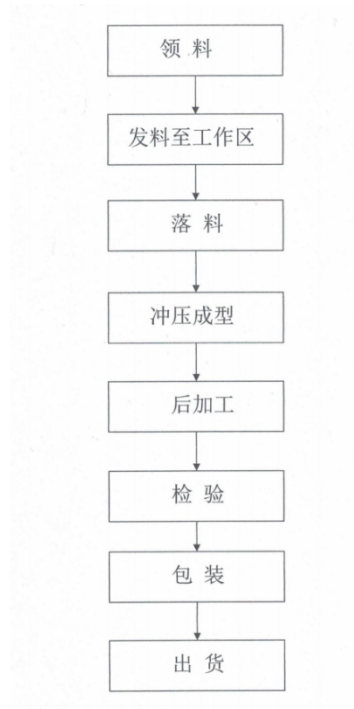 领 料
发料至工作区
落 料
冲压成型
后加工
检 验
包 装
出 货